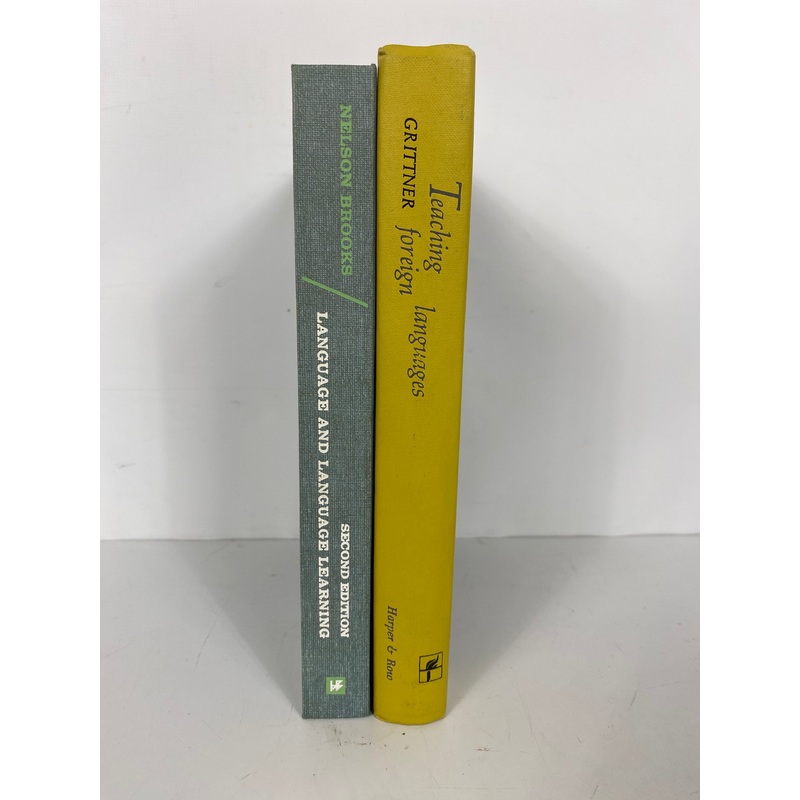 NELSON BROOKS
LANGUAGE AND LANGUAGE LEARNING
SECOND EDITION
GRITTNER
Teaching
foreign
languages
Harper & Row